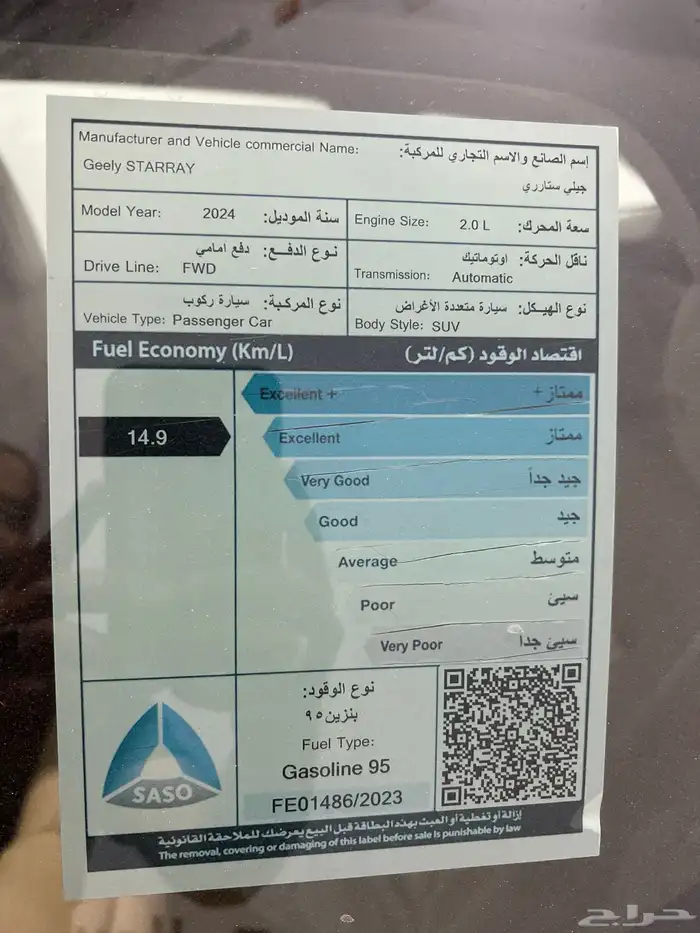 Manufacturer and Vehicle commercial Name:
إسم الصانع والاسم التجاري للمركبة:
Geely STARRAY
جيلي ستارري
Model Year: 2024 سنة الموديل:
Engine Size: 2.0 L سعة المحرك:
نوع الدفـــع: دفع امامي
Drive Line: FWD
ناقل الحركة: اوتوماتيك
Transmission: Automatic
نوع المركبة: سيارة ركوب
Vehicle Type: Passenger Car
نوع الهيكل: سيارة متعددة الأغراض
Body Style: SUV
Fuel Economy (Km/L) اقتصاد الوقود (كم/لتر)
Excellent + ممتاز +
14.9
Excellent ممتاز
Very Good جيد جداً
Good جيد
Average متوسط
Poor سيئ
Very Poor سيئ جدا
نوع الوقود:
بنزين ٩٥
Fuel Type:
Gasoline 95
FE01486/2023
SASO
إزالة أو تغطية أو العبث بهذه البطاقة قبل البيع يعرضك للملاحقة القانونية
The removal, covering or damaging of this label before sale is punishable by law
حراج